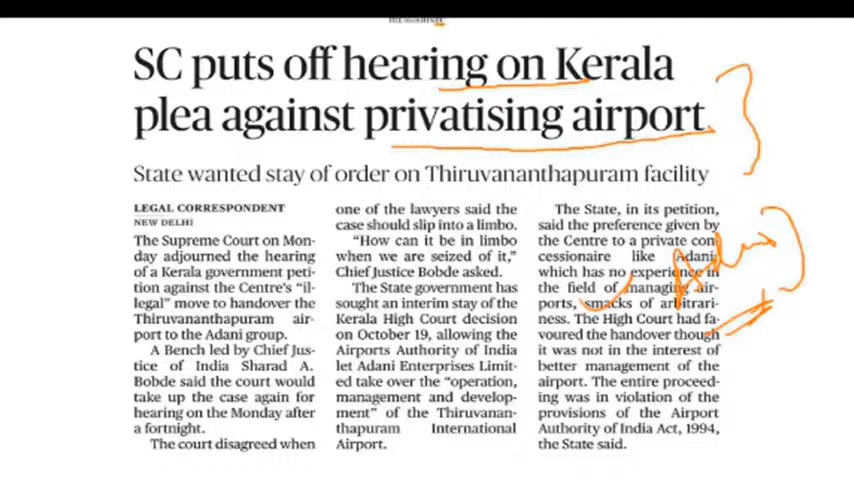 SC puts off hearing on Kerala
plea against privatising airport
State wanted stay of order on Thiruvananthapuram facility
LEGAL CORRESPONDENT
NEW DELHI
The Supreme Court on Mon-
day adjourned the hearing
of a Kerala government peti-
tion against the Centre's "il-
legal" move to handover the
Thiruvananthapuram air-
port to the Adani group.
A Bench led by Chief Jus-
tice of India Sharad A.
Bobde said the court would
take up the case again for
hearing on the Monday after
a fortnight.
The court disagreed when
one of the lawyers said the
case should slip into a limbo.
"How can it be in limbo
when we are seized of it,"
Chief Justice Bobde asked.
The State government has
sought an interim stay of the
Kerala High Court decision
on October 19, allowing the
Airports Authority of India
let Adani Enterprises Limit-
ed take over the "operation,
management and develop-
ment" of the Thiruvanan-
thapuram International
Airport.
The State, in its petition,
said the preference given by
the Centre to a private con-
cessionaire like Adani,
which has no experience in
the field of managing air-
ports, smacks of arbitrari-
ness. The High Court had fa-
voured the handover though
it was not in the interest of
better management of the
airport. The entire proceed-
ing was in violation of the
provisions of the Airport
Authority of India Act, 1994,
the State said.
Adani